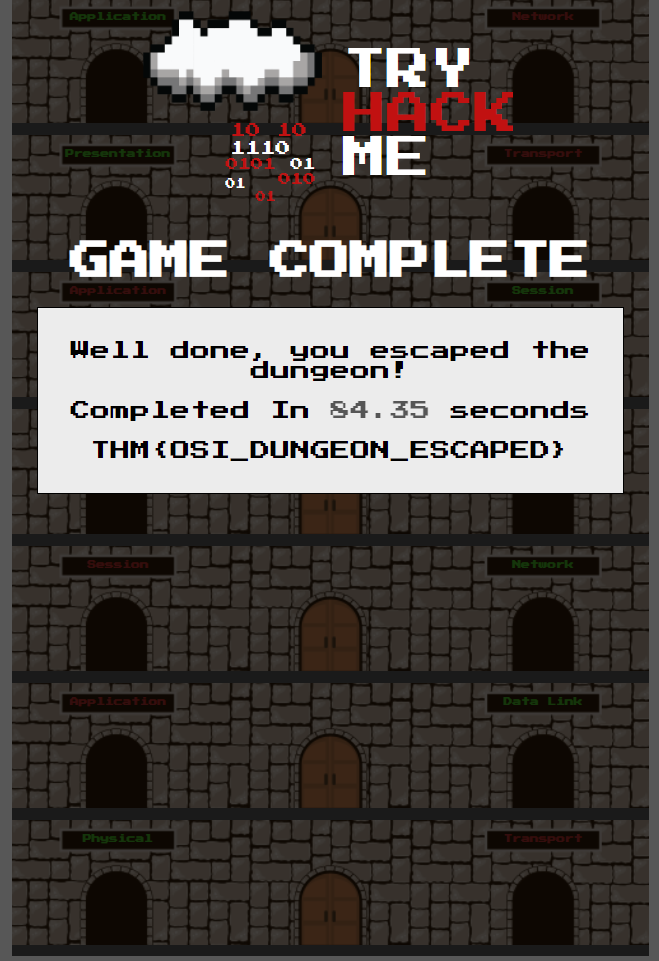 Application
Network
TRY
HACK
ME
10 10
1110
0101 01
01 010
01
Presentation
Transport
GAME COMPLETE
Application
Session
Well done, you escaped the
dungeon!
Completed In 84.35 seconds
THM{OSI_DUNGEON_ESCAPED}
Session
Network
Application
Data Link
Physical
Transport